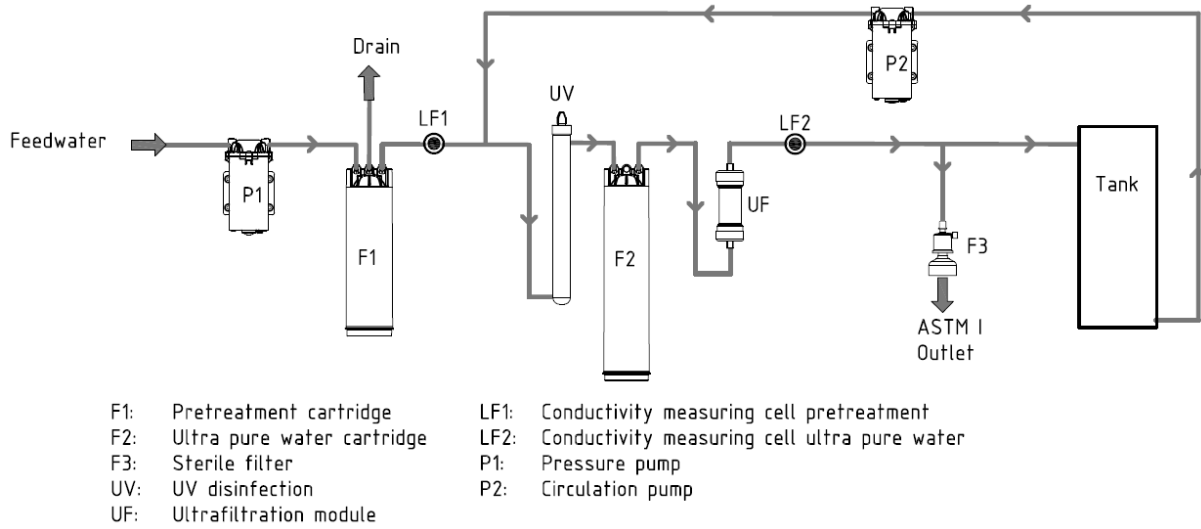 Drain
P2
UV
LF1
LF2
Feedwater
P1
Tank
UF
F1
F2
F3
ASTM I
Outlet
F1: Pretreatment cartridge
F2: Ultra pure water cartridge
F3: Sterile filter
UV: UV disinfection
UF: Ultrafiltration module
LF1: Conductivity measuring cell pretreatment
LF2: Conductivity measuring cell ultra pure water
P1: Pressure pump
P2: Circulation pump